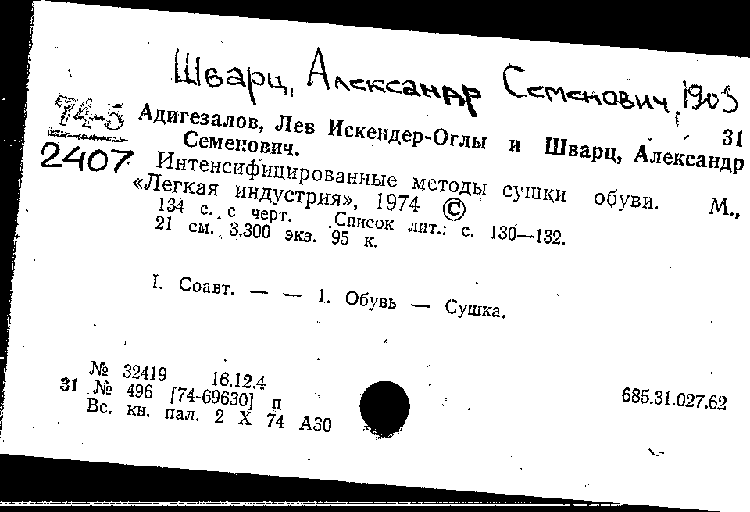 Шварц, Александр Семенович, 1903
74-5
2407
31
Адигезалов, Лев Искендер-Оглы и Шварц, Александр
Семенович.
Интенсифицированные методы сушки обуви. М.,
«Легкая индустрия», 1974 ©
134 с. с черт. Список лит.: с. 130—132.
21 см. 3.300 экз. 95 к.
I. Соавт. — — 1. Обувь — Сушка.
№ 32419 16.12.4
31 № 496 [74-69630] п
Вс. кн. пал. 2 X 74 А30
685.31.027.62